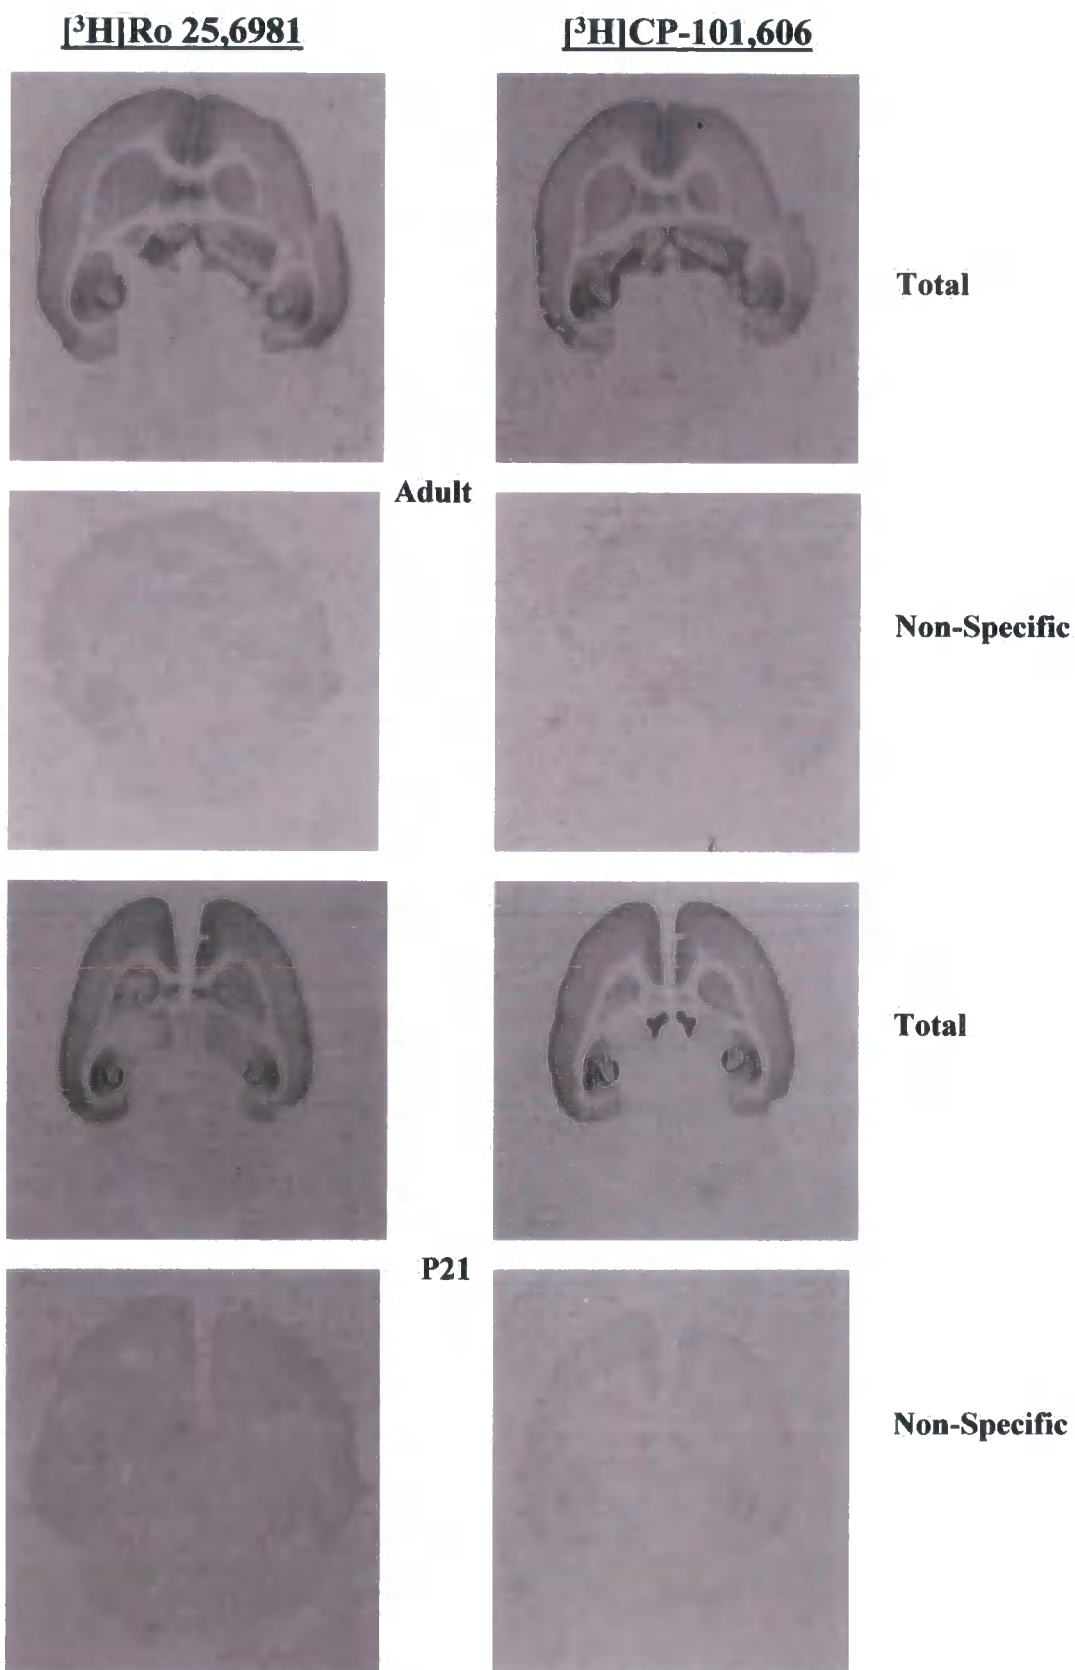 [³H]Ro 25,6981
[³H]CP-101,606
Total
Adult
Non-Specific
Total
P21
Non-Specific